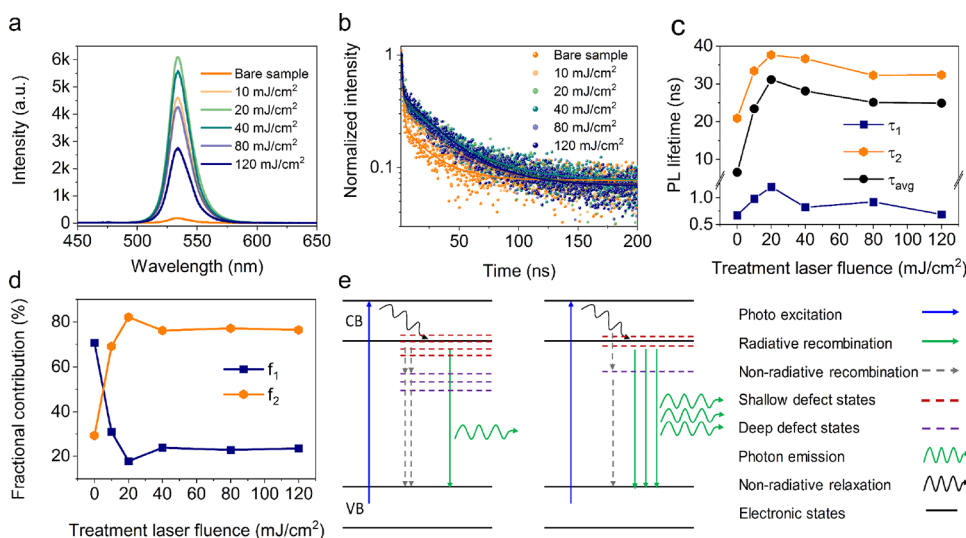 a
Intensity (a.u.)
6k
5k
4k
3k
2k
1k
0
450
500
550
600
650
Wavelength (nm)
Bare sample
10 mJ/cm²
20 mJ/cm²
40 mJ/cm²
80 mJ/cm²
120 mJ/cm²
b
Normalized intensity
1
0.1
50
100
150
200
Time (ns)
Bare sample
10 mJ/cm²
20 mJ/cm²
40 mJ/cm²
80 mJ/cm²
120 mJ/cm²
c
PL lifetime (ns)
40
30
20
10
1.0
0.5
0
20
40
60
80
100
120
Treatment laser fluence (mJ/cm²)
τ₁
τ₂
τavg
d
Fractional contribution (%)
80
60
40
20
0
20
40
60
80
100
120
Treatment laser fluence (mJ/cm²)
f₁
f₂
e
CB
VB
Photo excitation
Radiative recombination
Non-radiative recombination
Shallow defect states
Deep defect states
Photon emission
Non-radiative relaxation
Electronic states